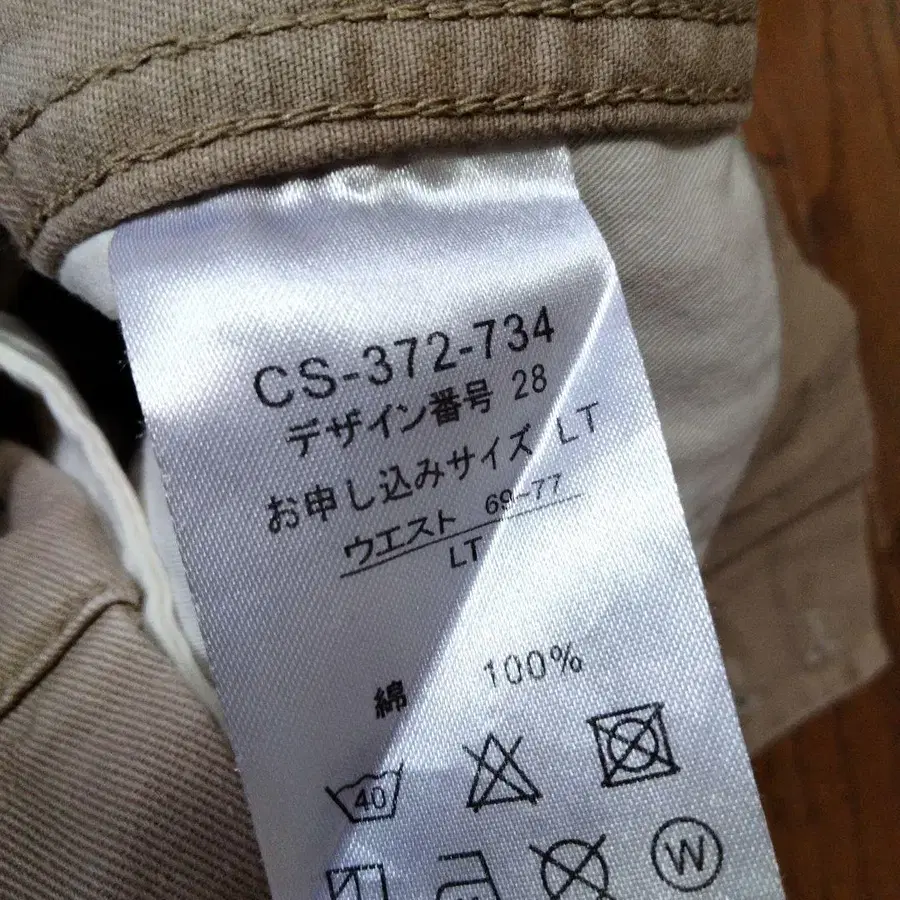 CS-372-734
デザイン番号 28
お申し込みサイズ LT
ウエスト 69-77
LT
綿 100%
40
W